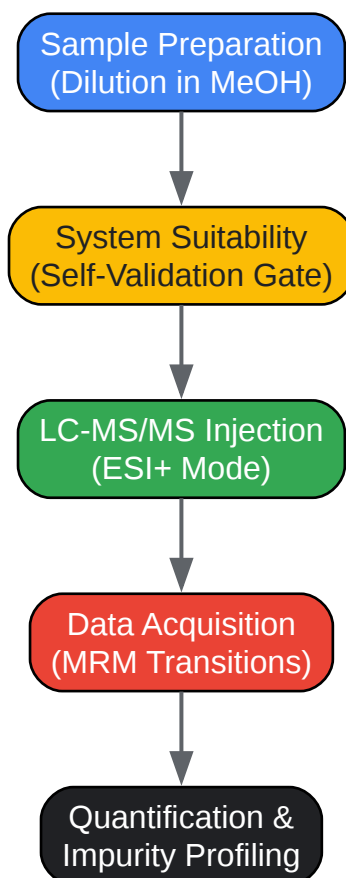 Sample Preparation
(Dilution in MeOH)
System Suitability
(Self-Validation Gate)
LC-MS/MS Injection
(ESI+ Mode)
Data Acquisition
(MRM Transitions)
Quantification &
Impurity Profiling